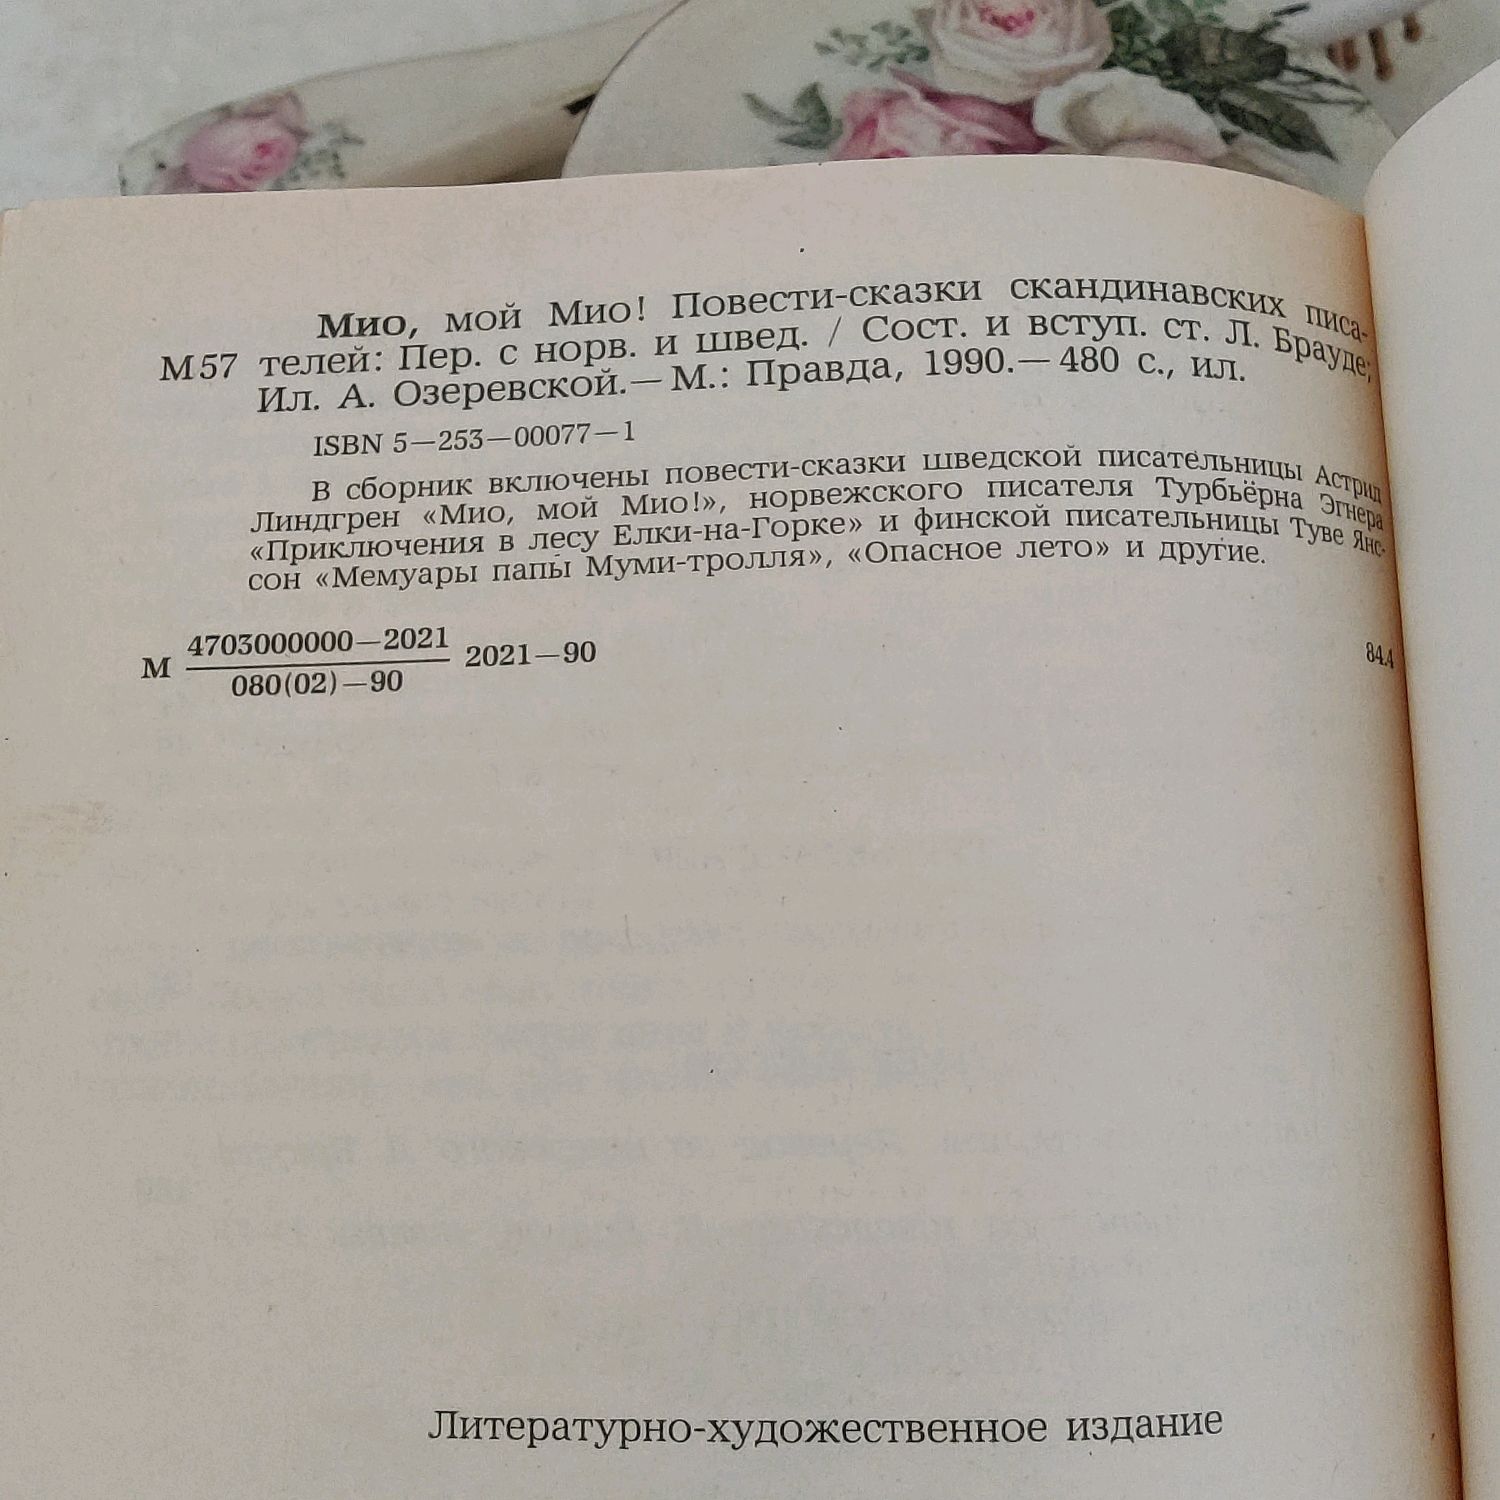 Мио, мой Мио! Повести-сказки скандинавских писа-
М57 телей: Пер. с норв. и швед. / Сост. и вступ. ст. Л. Брауде;
Ил. А. Озеревской.— М.: Правда, 1990.— 480 с., ил.
ISBN 5—253—00077—1
В сборник включены повести-сказки шведской писательницы Астрид
Линдгрен «Мио, мой Мио!», норвежского писателя Турбьёрна Эгнера
«Приключения в лесу Елки-на-Горке» и финской писательницы Туве Янс-
сон «Мемуары папы Муми-тролля», «Опасное лето» и другие.
4703000000—2021
М 2021—90 84.4
080(02)—90
Литературно-художественное издание